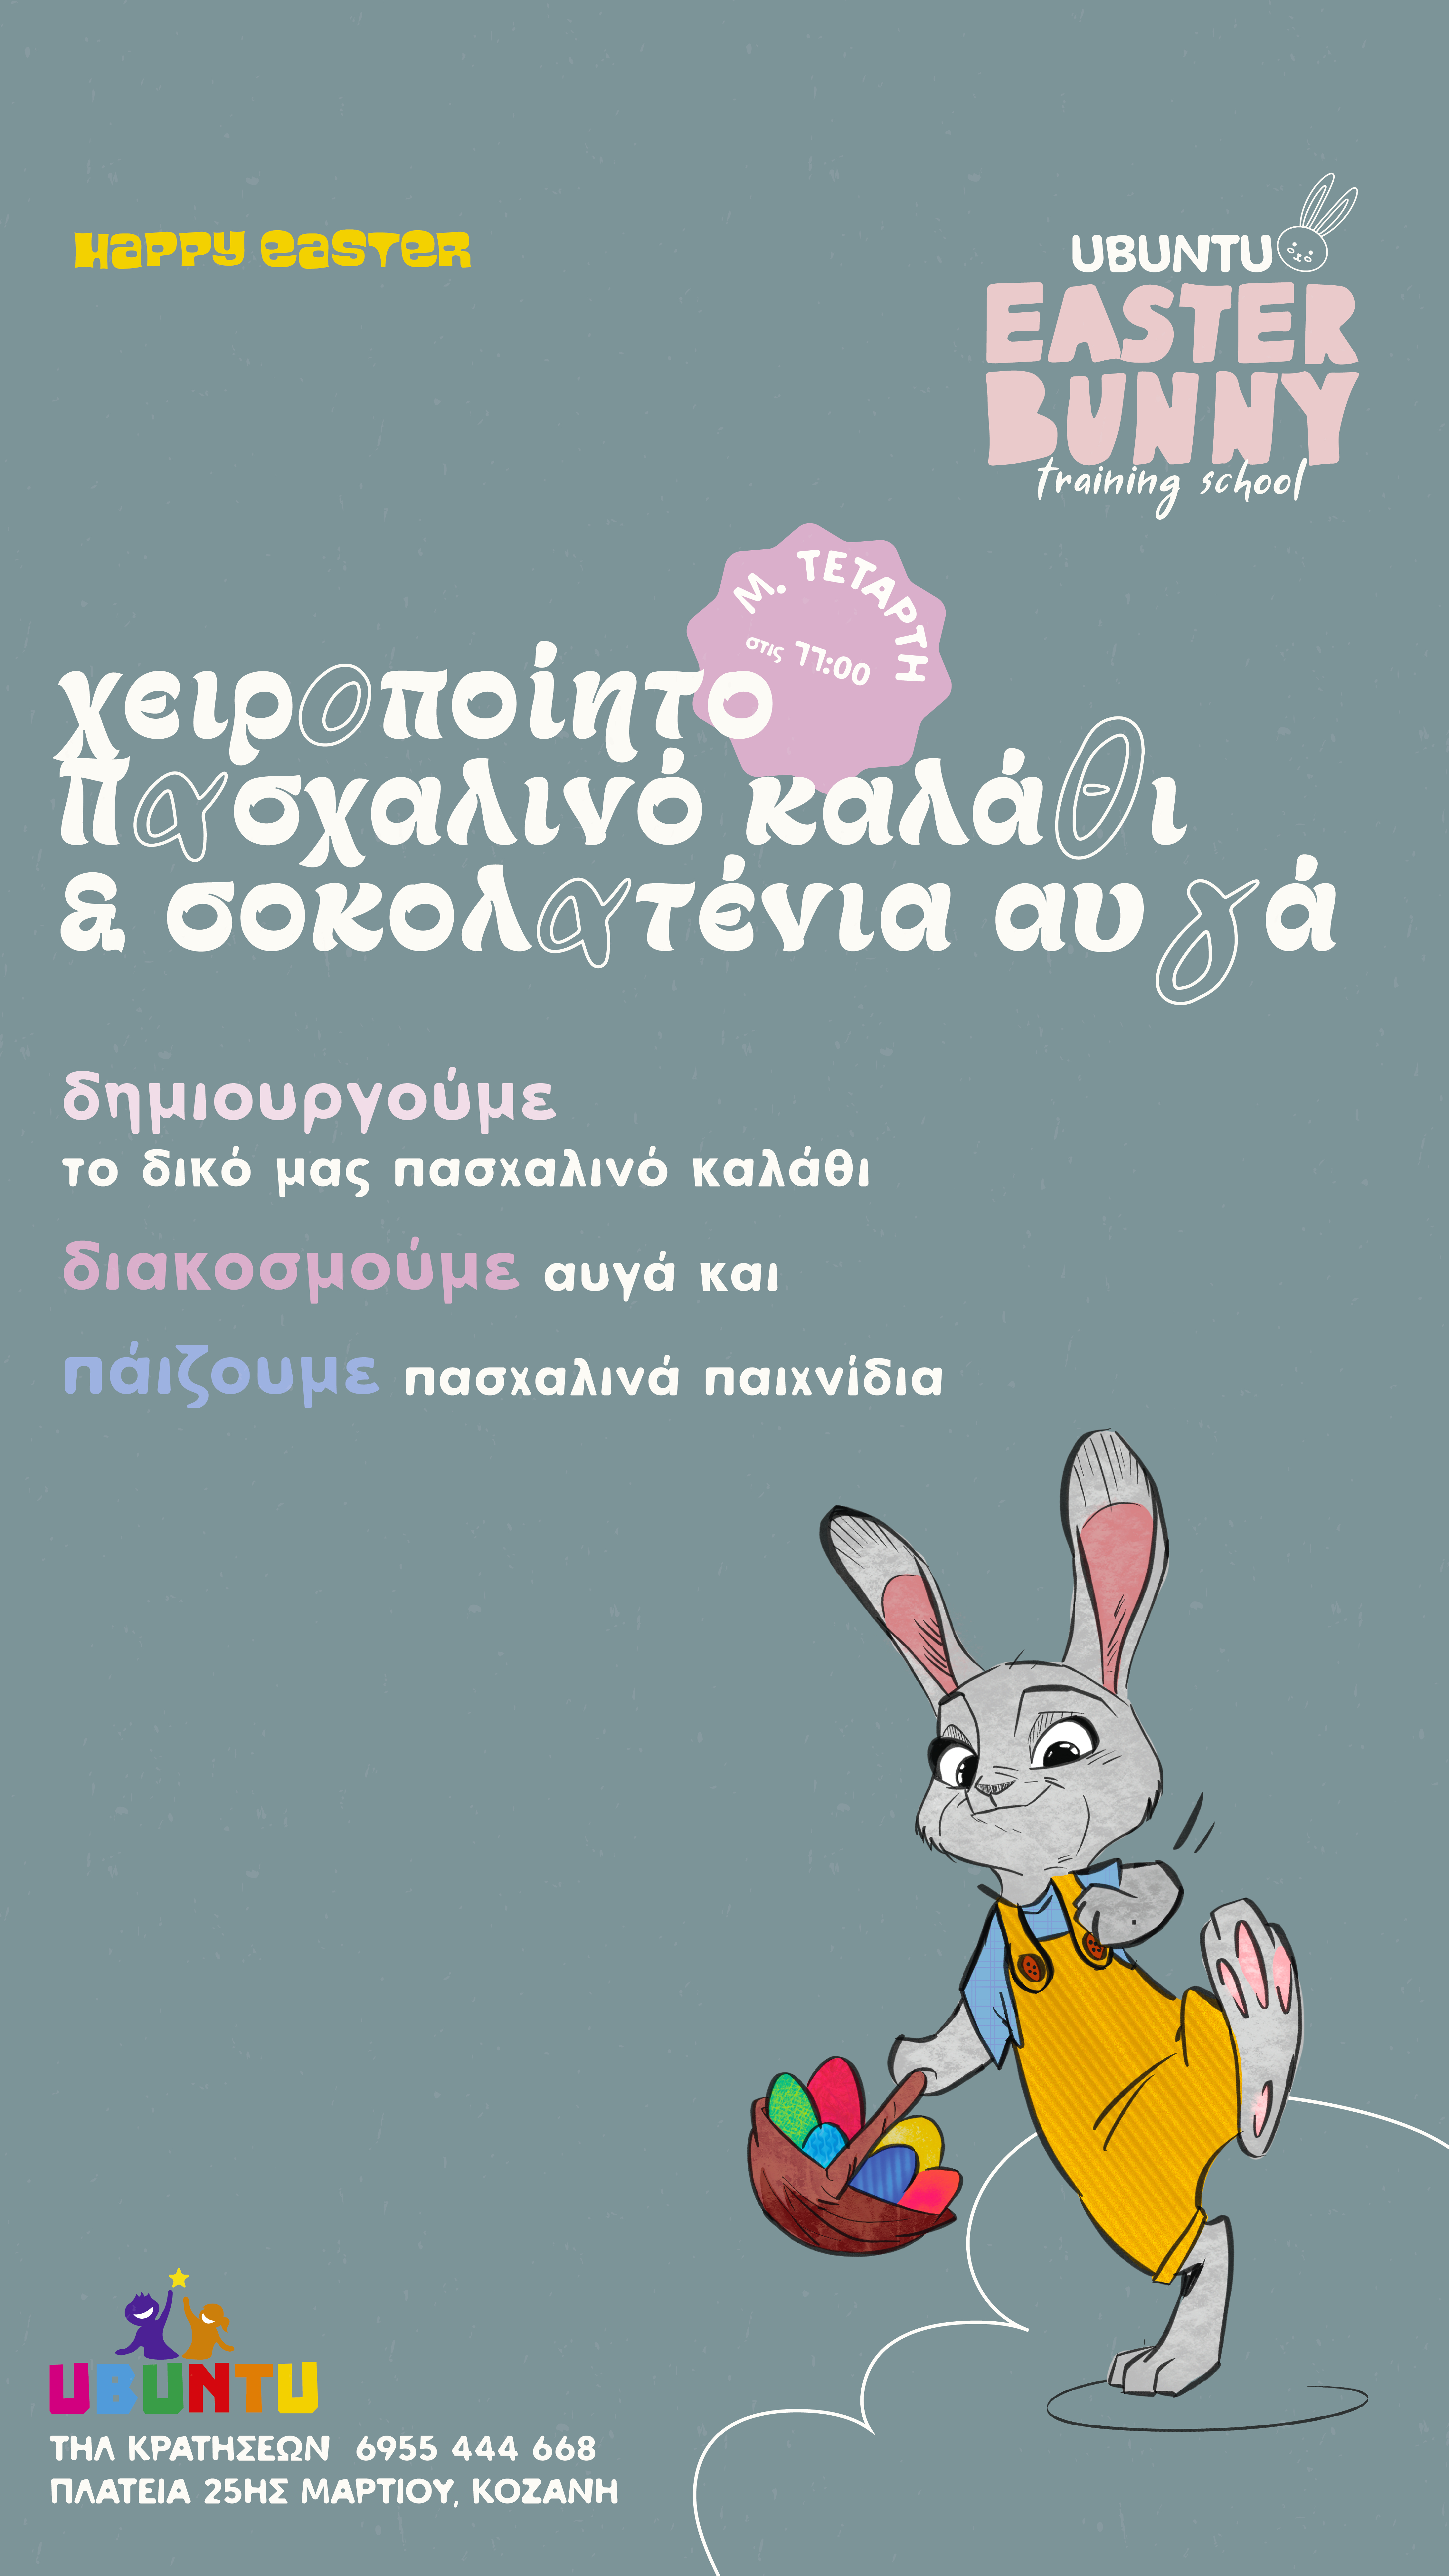 Happy easter
UBUNTU
EASTER
BUNNY
training school
Μ. ΤΕΤΑΡΤΗ
στις 11:00
χειροποίητο
Πασχαλινό καλάθι
& σοκολατένια αυγά
δημιουργούμε
το δικό μας πασχαλινό καλάθι
διακοσμούμε αυγά και
πάιζουμε πασχαλινά παιχνίδια
UBUNTU
ΤΗΛ ΚΡΑΤΗΣΕΩΝ 6955 444 668
ΠΛΑΤΕΙΑ 25ΗΣ ΜΑΡΤΙΟΥ, ΚΟΖΑΝΗ